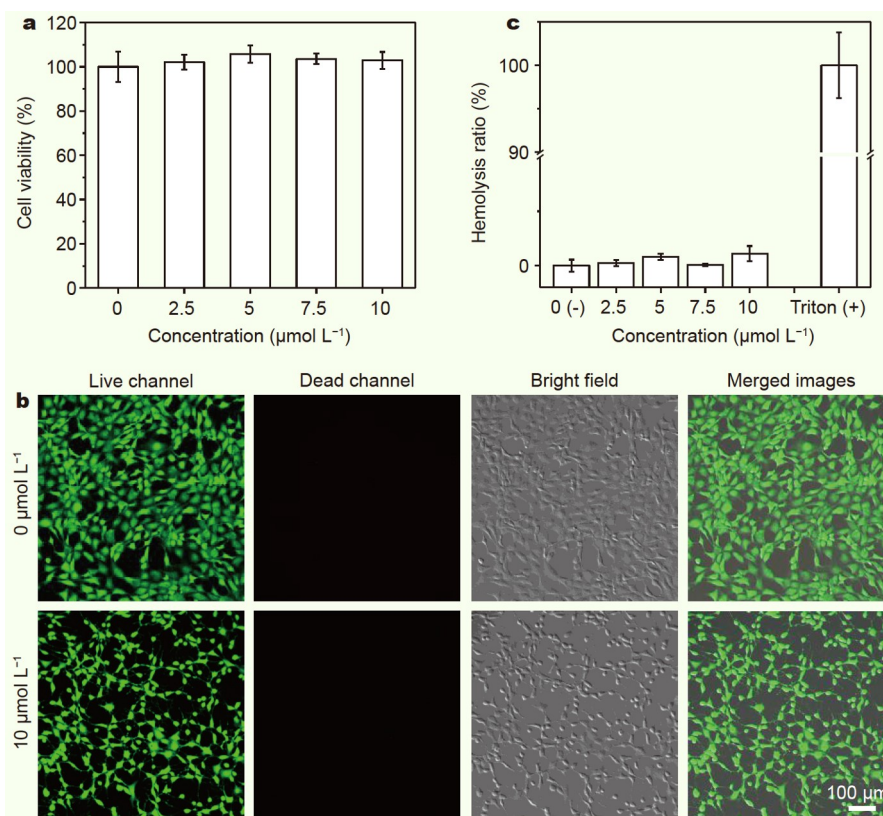 a
120
100
80
60
40
20
0
Cell viability (%)
0 2.5 5 7.5 10
Concentration (µmol L⁻¹)
c
100
90
0
Hemolysis ratio (%)
0 (-) 2.5 5 7.5 10 Triton (+)
Concentration (µmol L⁻¹)
b
Live channel Dead channel Bright field Merged images
0 µmol L⁻¹
10 µmol L⁻¹
100 µm